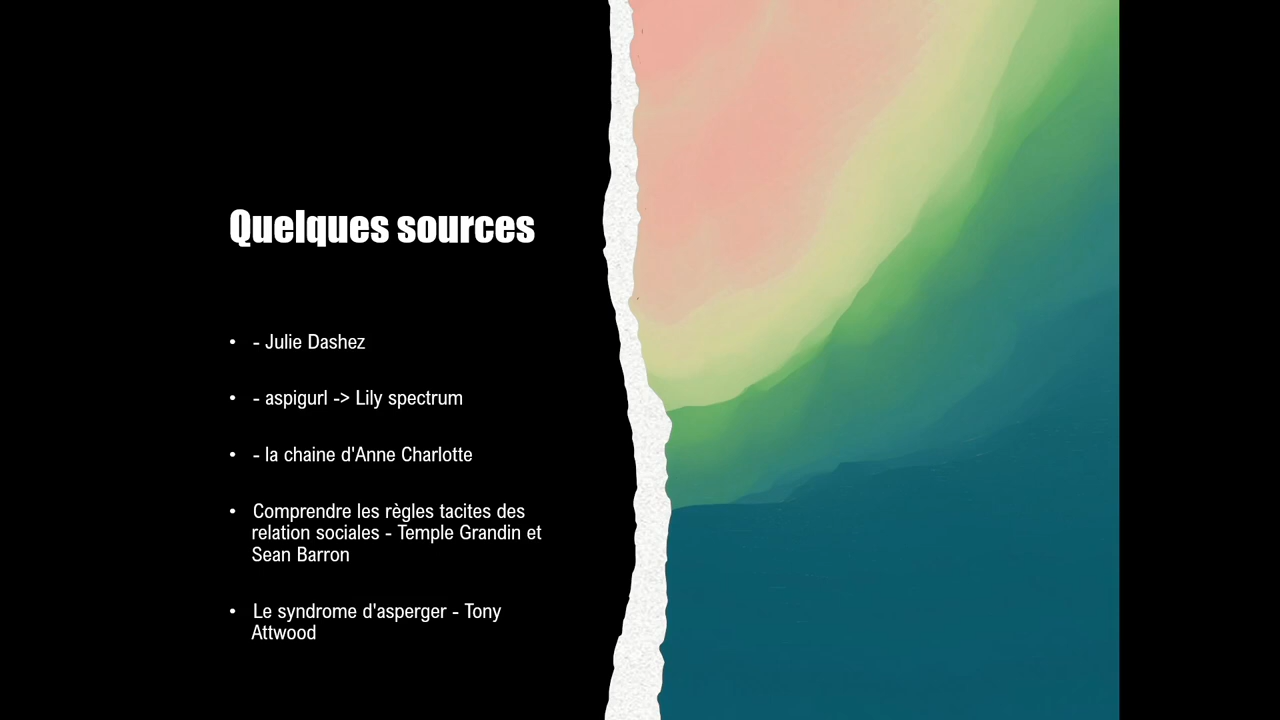 Quelques sources
• - Julie Dashez
• - aspigurl -> Lily spectrum
• - la chaine d'Anne Charlotte
• Comprendre les règles tacites des
relation sociales - Temple Grandin et
Sean Barron
• Le syndrome d'asperger - Tony
Attwood